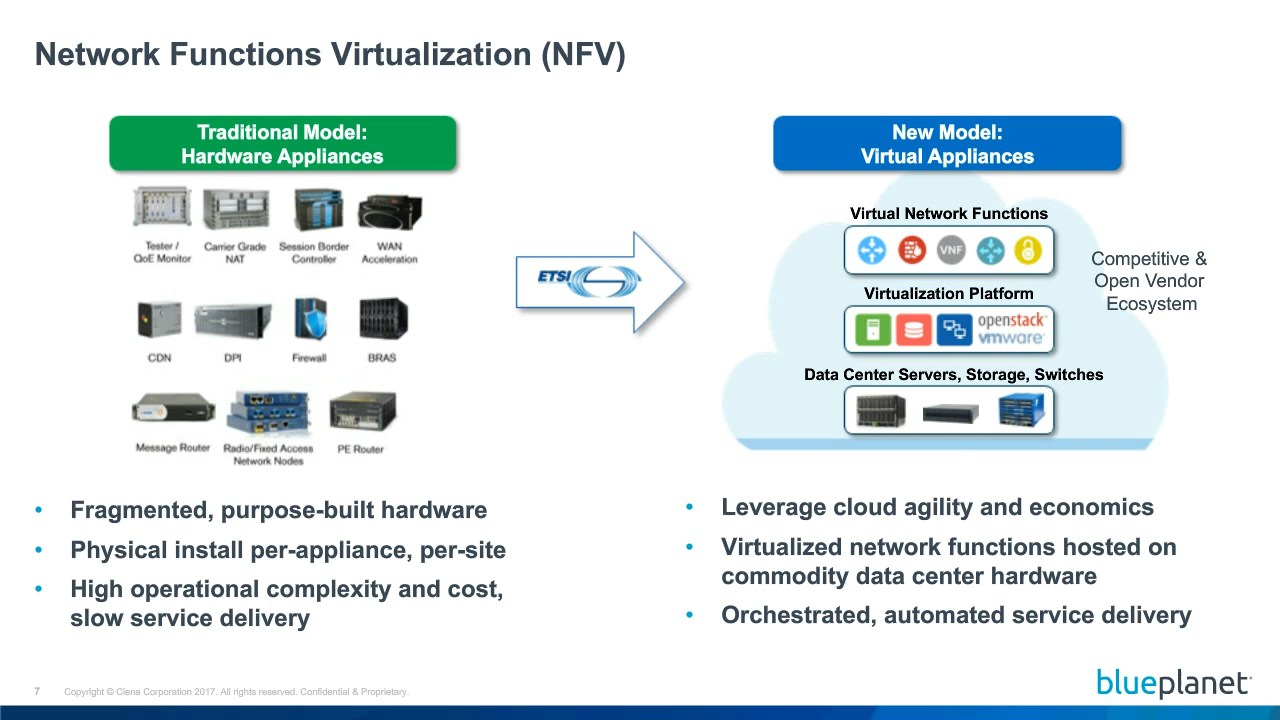 Network Functions Virtualization (NFV)
Traditional Model:
Hardware Appliances
Tester /
QoE Monitor
Carrier Grade
NAT
Session Border
Controller
WAN
Acceleration
CDN
DPI
Firewall
BRAS
Message Router
Radio/Fixed Access
Network Nodes
PE Router
ETSI
New Model:
Virtual Appliances
Virtual Network Functions
VNF
Virtualization Platform
openstack™
vmware®
Data Center Servers, Storage, Switches
Competitive &
Open Vendor
Ecosystem
• Fragmented, purpose-built hardware
• Physical install per-appliance, per-site
• High operational complexity and cost,
slow service delivery
• Leverage cloud agility and economics
• Virtualized network functions hosted on
commodity data center hardware
• Orchestrated, automated service delivery
7
Copyright © Ciena Corporation 2017. All rights reserved. Confidential & Proprietary.
blueplanet